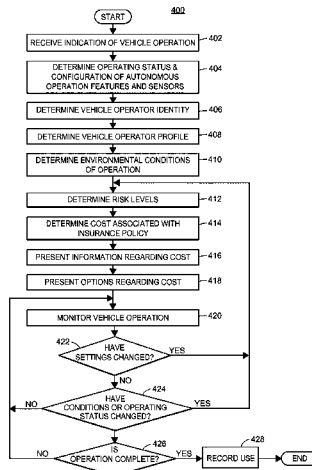 400
START
RECEIVE INDICATION OF VEHICLE OPERATION
402
DETERMINE OPERATING STATUS &
CONFIGURATION OF AUTONOMOUS
OPERATION FEATURES AND SENSORS
404
DETERMINE VEHICLE OPERATOR IDENTITY
406
DETERMINE VEHICLE OPERATOR PROFILE
408
DETERMINE ENVIRONMENTAL CONDITIONS
OF OPERATION
410
DETERMINE RISK LEVELS
412
DETERMINE COST ASSOCIATED WITH
INSURANCE POLICY
414
PRESENT INFORMATION REGARDING COST
416
PRESENT OPTIONS REGARDING COST
418
MONITOR VEHICLE OPERATION
420
422
HAVE
SETTINGS CHANGED?
YES
NO
424
HAVE
CONDITIONS OR OPERATING
STATUS CHANGED?
NO
YES
426
IS
OPERATION COMPLETE?
NO
YES
428
RECORD USE
END